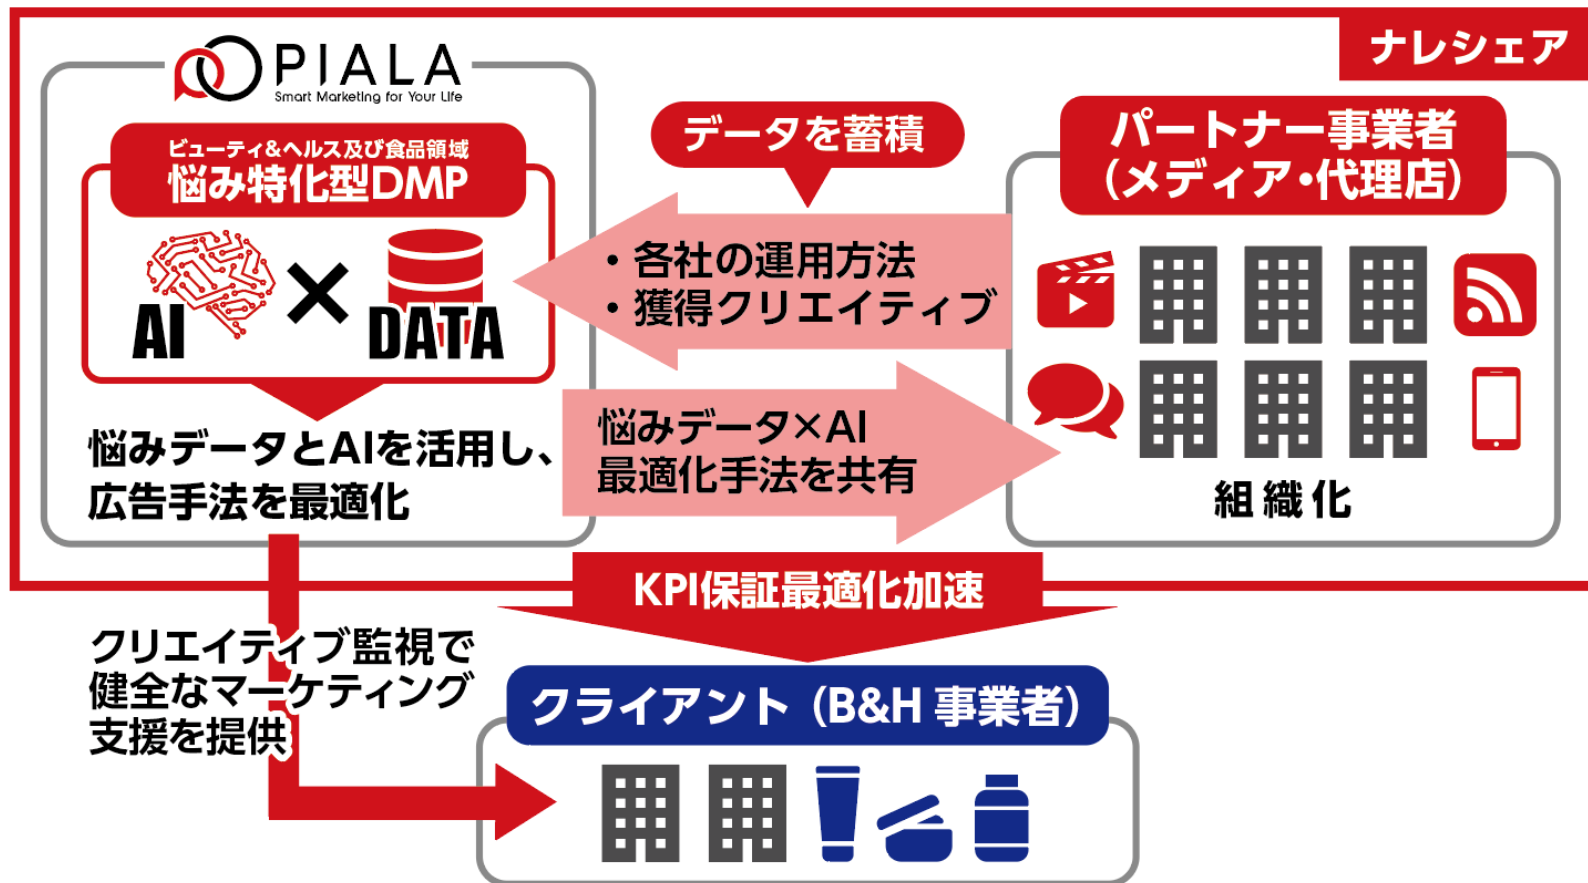 ナレシェア
PIALA
Smart Marketing for Your Life
ビューティ&ヘルス及び食品領域
悩み特化型DMP
AI
×
DATA
悩みデータとAIを活用し、
広告手法を最適化
データを蓄積
・各社の運用方法
・獲得クリエイティブ
悩みデータ×AI
最適化手法を共有
パートナー事業者
(メディア・代理店)
組織化
KPI保証最適化加速
クリエイティブ監視で
健全なマーケティング
支援を提供
クライアント(B&H 事業者)